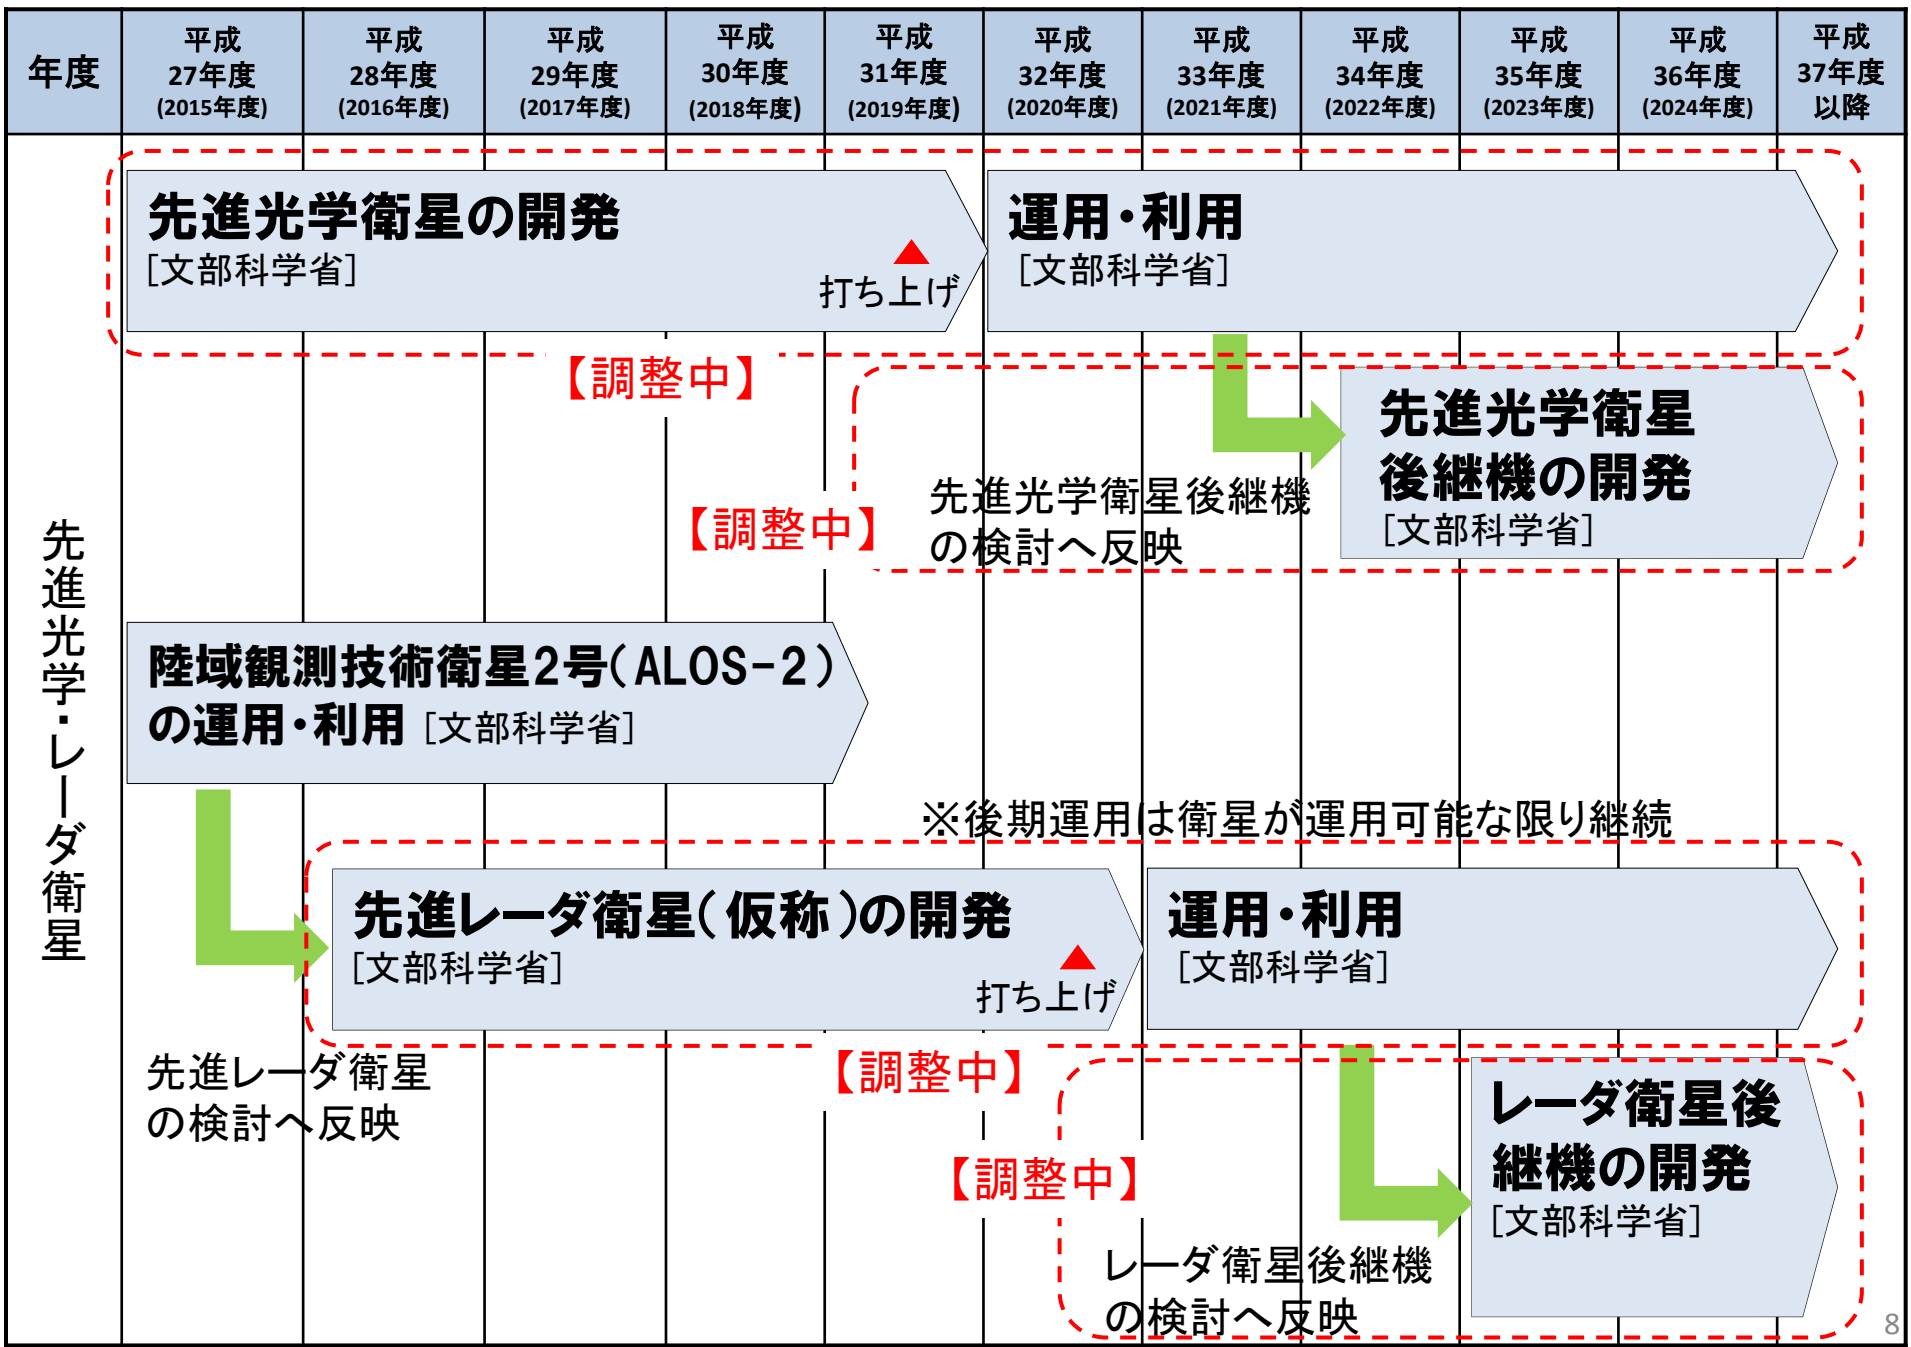 年度
平成
27年度
(2015年度)
平成
28年度
(2016年度)
平成
29年度
(2017年度)
平成
30年度
(2018年度)
平成
31年度
(2019年度)
平成
32年度
(2020年度)
平成
33年度
(2021年度)
平成
34年度
(2022年度)
平成
35年度
(2023年度)
平成
36年度
(2024年度)
平成
37年度
以降
先進光学・レーダ衛星
先進光学衛星の開発
[文部科学省]
打ち上げ
運用・利用
[文部科学省]
【調整中】
先進光学衛星
後継機の開発
[文部科学省]
先進光学衛星後継機
の検討へ反映
【調整中】
陸域観測技術衛星2号(ALOS-2)
の運用・利用 [文部科学省]
※後期運用は衛星が運用可能な限り継続
先進レーダ衛星(仮称)の開発
[文部科学省]
打ち上げ
運用・利用
[文部科学省]
先進レーダ衛星
の検討へ反映
【調整中】
レーダ衛星後
継機の開発
[文部科学省]
【調整中】
レーダ衛星後継機
の検討へ反映
8